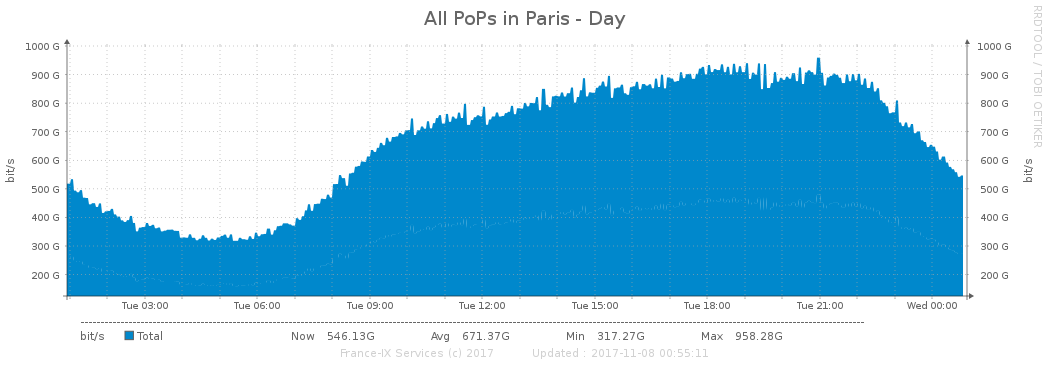 All PoPs in Paris - Day
RRDTOOL / TOBI OETIKER
1000 G 1000 G
900 G 900 G
800 G 800 G
700 G 700 G
600 G 600 G
500 G 500 G
400 G 400 G
300 G 300 G
200 G 200 G
bit/s
bit/s
Tue 03:00 Tue 06:00 Tue 09:00 Tue 12:00 Tue 15:00 Tue 18:00 Tue 21:00 Wed 00:00
bit/s Total Now 546.13G Avg 671.37G Min 317.27G Max 958.28G
France-IX Services (c) 2017 Updated : 2017-11-08 00:55:11